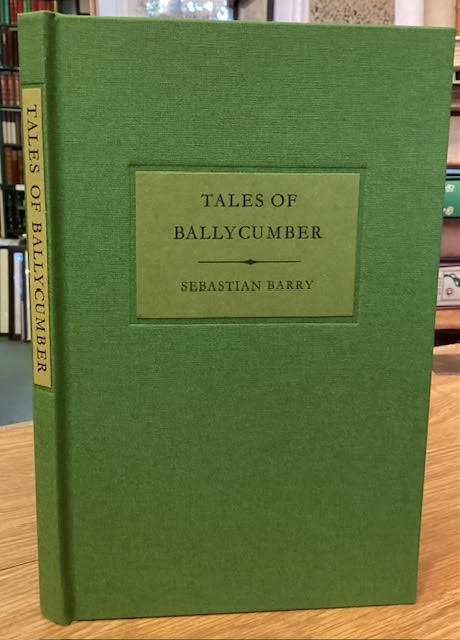 TALES OF BALLYCUMBER
TALES OF
BALLYCUMBER
SEBASTIAN BARRY